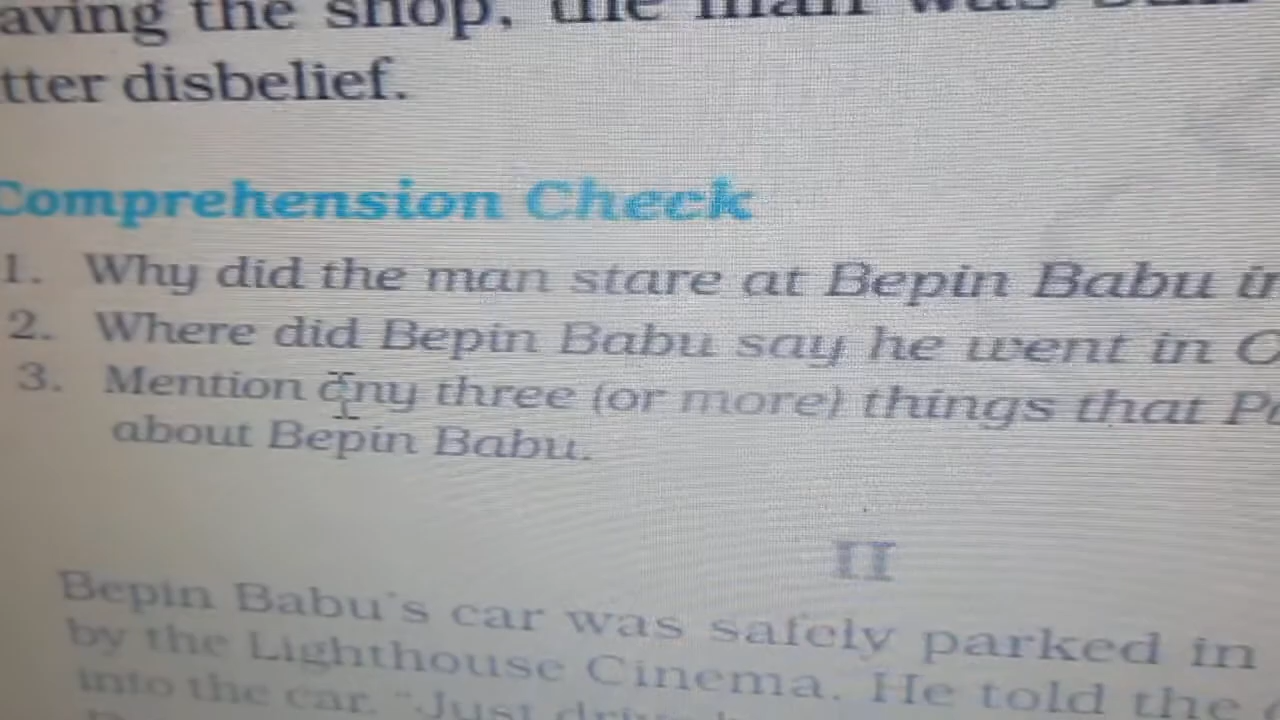 aving the shop, the man was
tter disbelief.
Comprehension Check
1. Why did the man stare at Bepin Babu in
2. Where did Bepin Babu say he went in
3. Mention any three (or more) things that
about Bepin Babu.
II
Bepin Babu's car was safely parked in
by the Lighthouse Cinema. He told the
into the car. "Just